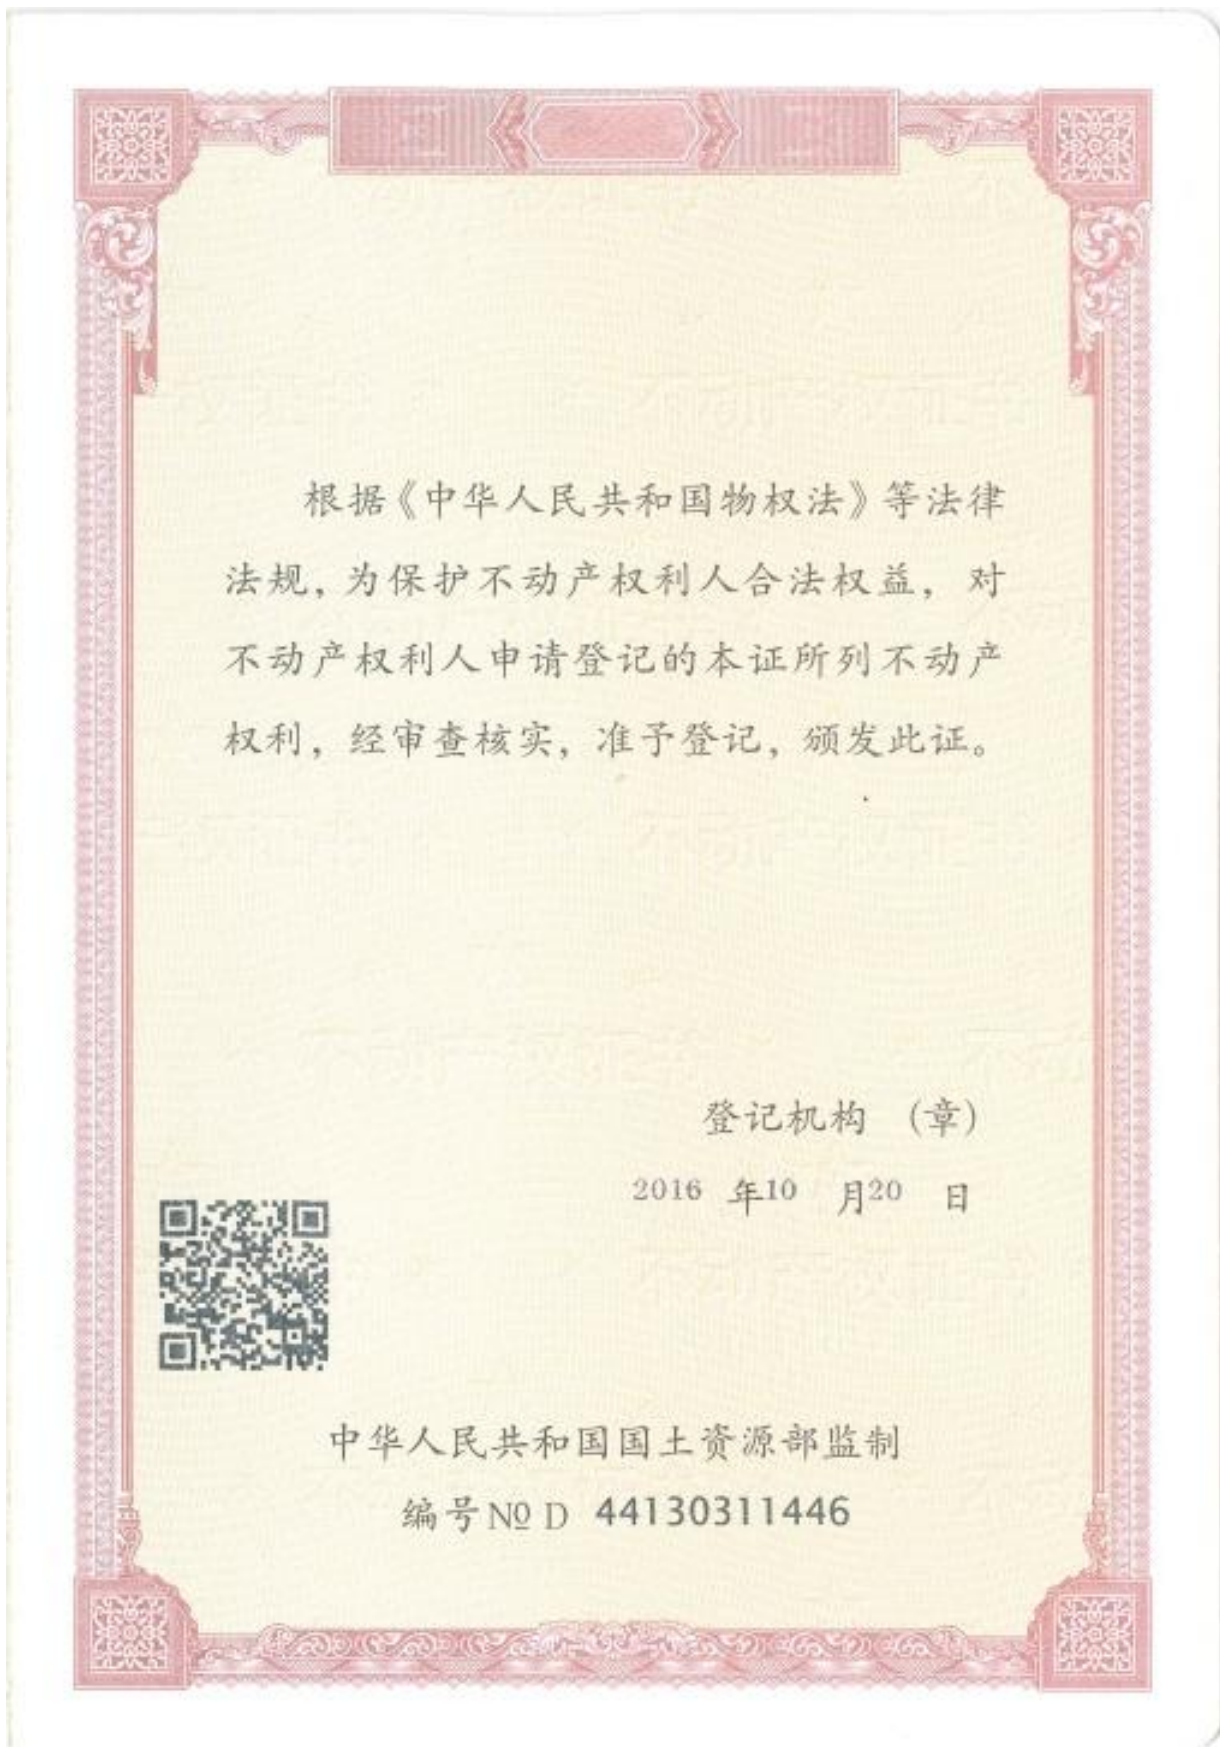 根据《中华人民共和国物权法》等法律
法规，为保护不动产权利人合法权益，对
不动产权利人申请登记的本证所列不动产
权利，经审查核实，准予登记，颁发此证。
登记机构 （章）
2016 年10 月20 日
中华人民共和国国土资源部监制
编号№ D 44130311446